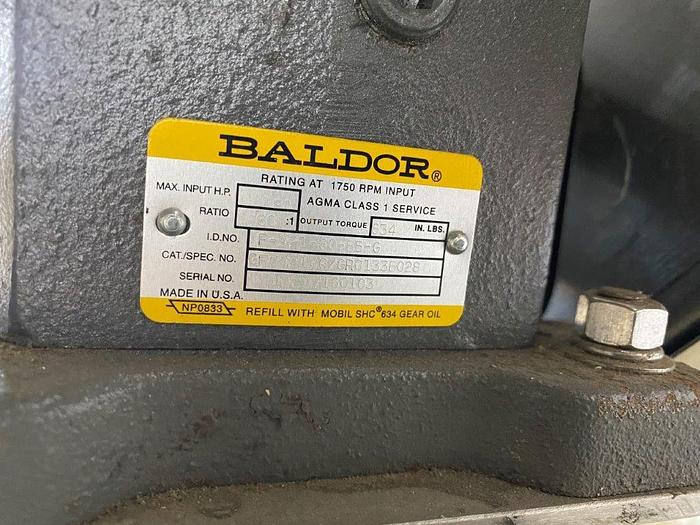 BALDOR®
RATING AT 1750 RPM INPUT
MAX. INPUT H.P.
AGMA CLASS 1 SERVICE
RATIO :1 OUTPUT TORQUE 634 IN. LBS.
I.D.NO.
CAT./SPEC. NO.
SERIAL NO.
MADE IN U.S.A.
NP0833 REFILL WITH MOBIL SHC®634 GEAR OIL